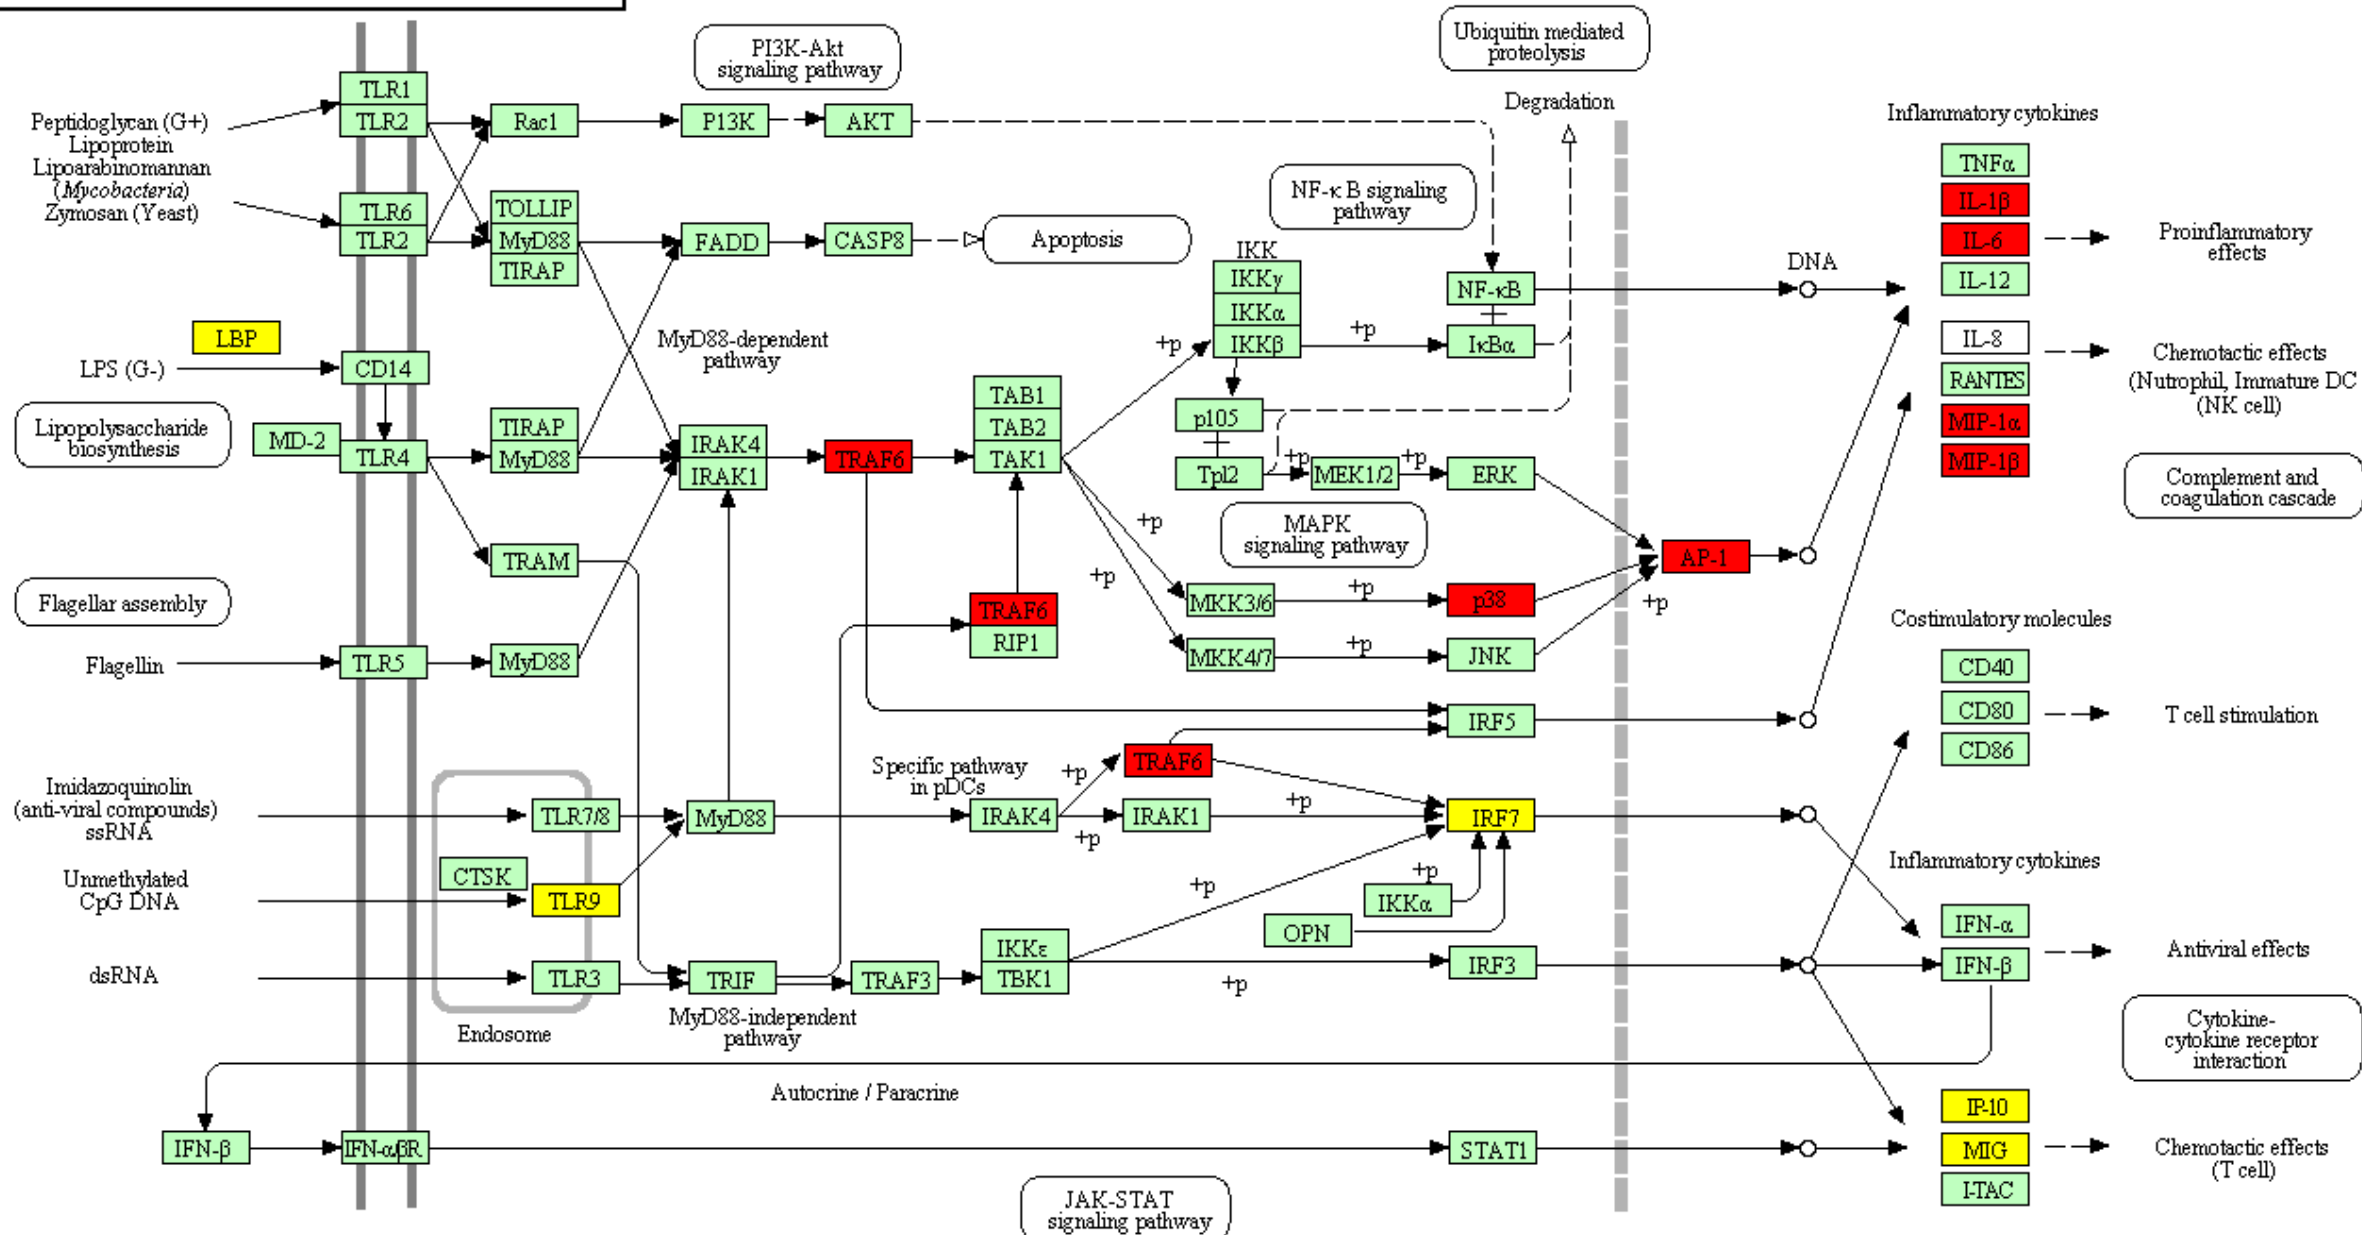 PI3K-Akt
signaling pathway
Ubiquitin mediated
proteolysis
Degradation
TLR1
TLR2
Rac1
P13K
AKT
Peptidoglycan (G+)
Lipoprotein
Lipoarabinomannan
(Mycobacteria)
Zymosan (Yeast)
TLR6
TLR2
TOLLIP
MyD88
TIRAP
FADD
CASP8
Apoptosis
NF-κ B signaling
pathway
IKK
IKKγ
IKKα
IKKβ
NF-κB
IκBα
+p
+p
DNA
Inflammatory cytokines
TNFα
IL-1β
IL-6
IL-12
Proinflammatory
effects
IL-8
RANTES
MIP-1α
MIP-1β
Chemotactic effects
(Nutrophil, Immature DC
(NK cell)
Complement and
coagulation cascade
LBP
LPS (G-)
CD14
MyD88-dependent
pathway
Lipopolysaccharide
biosynthesis
MD-2
TLR4
TIRAP
MyD88
IRAK4
IRAK1
TRAF6
TAB1
TAB2
TAK1
p105
Tpl2
+p
MEK1/2
+p
ERK
MAPK
signaling pathway
TRAM
Flagellar assembly
Flagellin
TLR5
MyD88
TRAF6
RIP1
+p
+p
MKK3/6
+p
p38
MKK4/7
+p
JNK
AP-1
+p
Costimulatory molecules
CD40
CD80
CD86
T cell stimulation
IRF5
Specific pathway
in pDCs
TRAF6
+p
Imidazoquinolin
(anti-viral compounds)
ssRNA
TLR7/8
MyD88
IRAK4
+p
IRAK1
+p
IRF7
Unmethylated
CpG DNA
CTSK
TLR9
+p
+p
IKKα
OPN
Inflammatory cytokines
IFN-α
IFN-β
Antiviral effects
dsRNA
TLR3
TRIF
TRAF3
IKKε
TBK1
+p
IRF3
Endosome
MyD88-independent
pathway
Cytokine-
cytokine receptor
interaction
Autocrine / Paracrine
IFN-β
IFN-α/βR
STAT1
IP-10
MIG
I-TAC
Chemotactic effects
(T cell)
JAK-STAT
signaling pathway